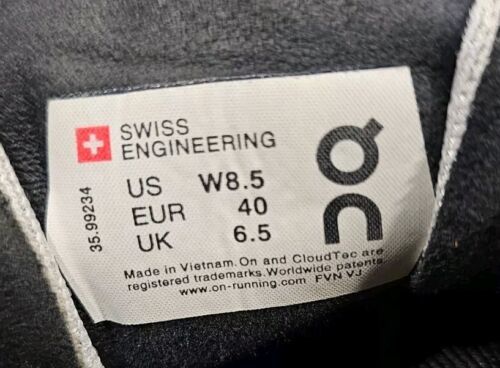 SWISS
ENGINEERING
US W8.5
EUR 40
UK 6.5
35.99234
Made in Vietnam. On and CloudTec are
registered trademarks. Worldwide patents.
www.on-running.com FVN VJ